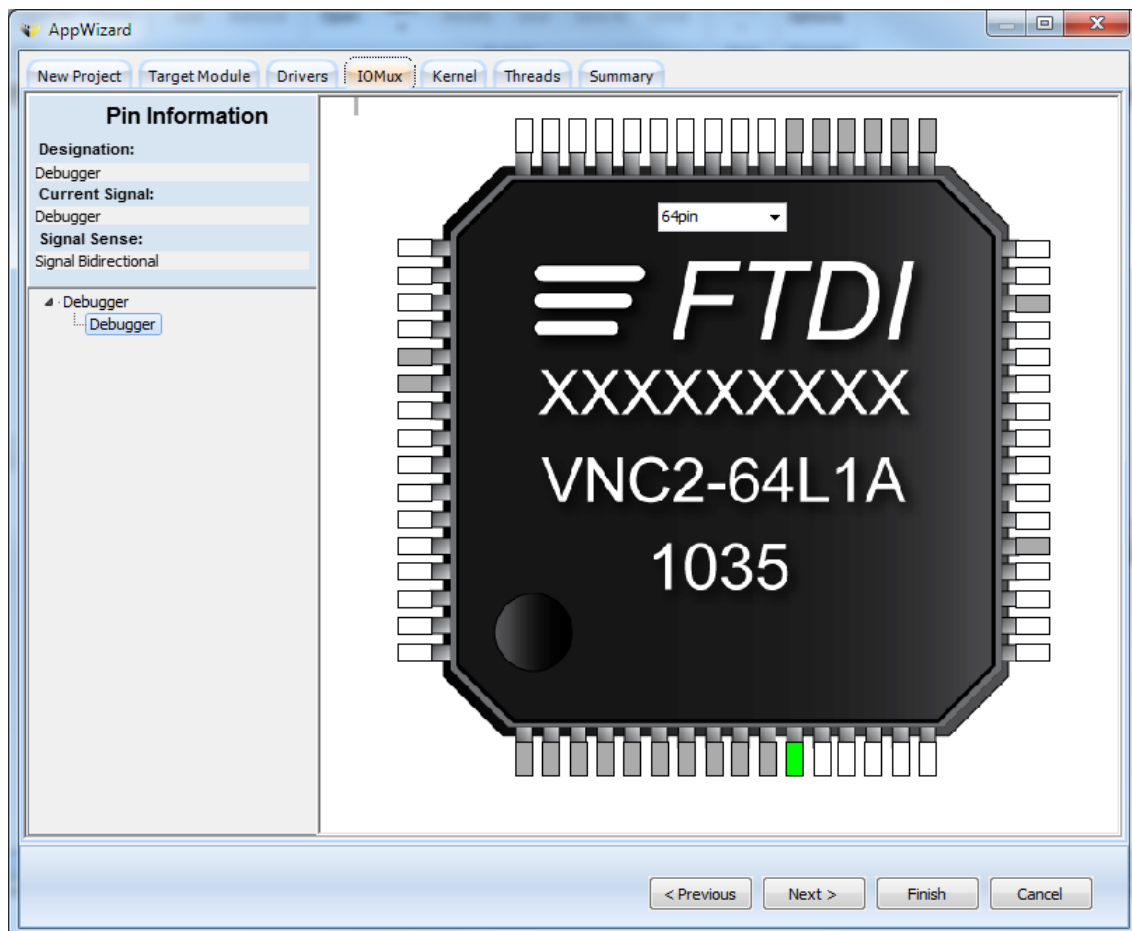 AppWizard
New Project Target Module Drivers IOMux Kernel Threads Summary
Pin Information
Designation:
Debugger
Current Signal:
Debugger
Signal Sense:
Signal Bidirectional
Debugger
Debugger
64pin
FTDI
XXXXXXXXX
VNC2-64L1A
1035
< Previous Next > Finish Cancel